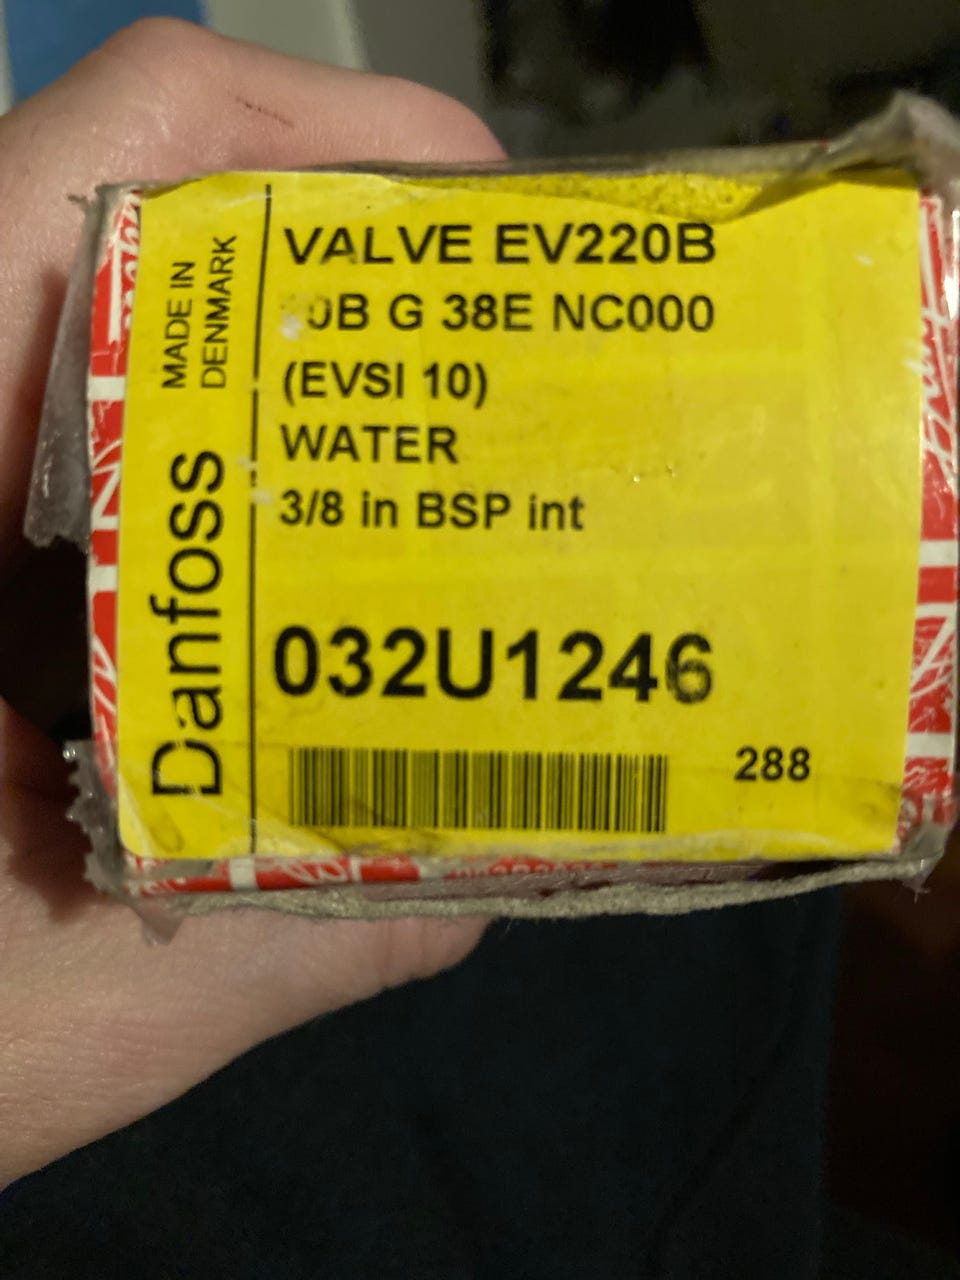 MADE IN
DENMARK
Danfoss
VALVE EV220B
G 38E NC000
(EVSI 10)
WATER
3/8 in BSP int
032U1246
288